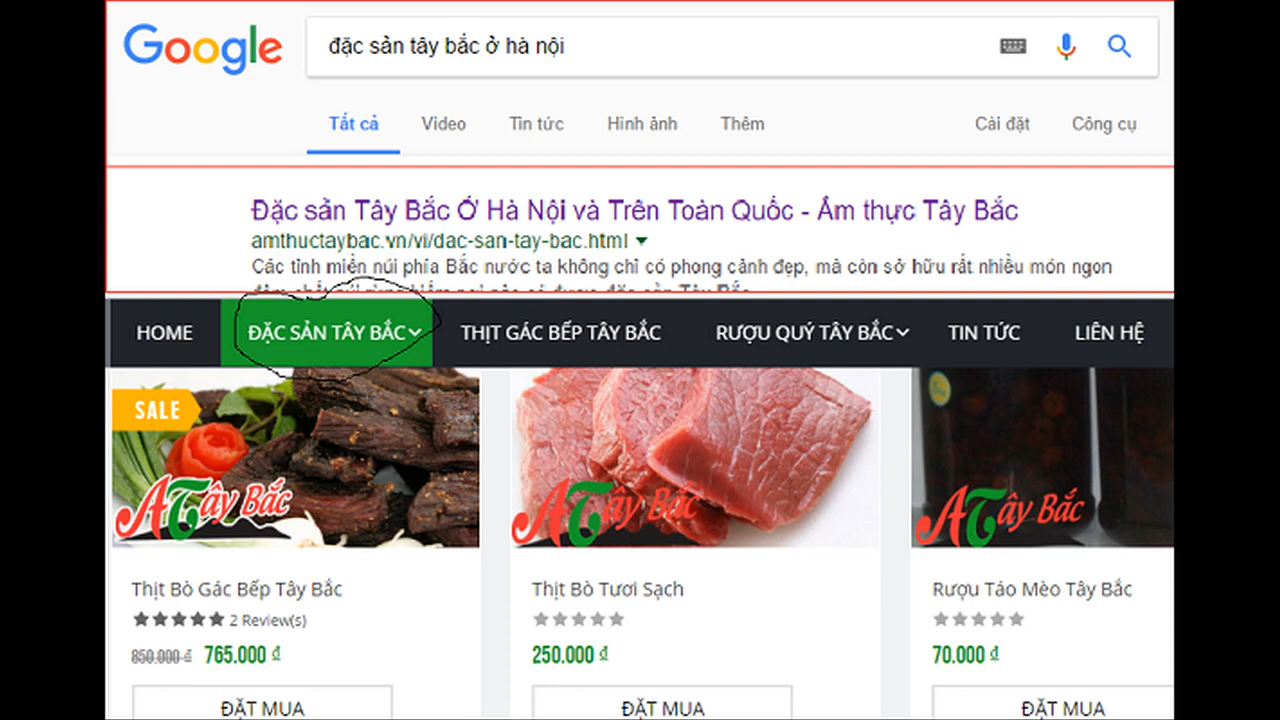 Google
đặc sản tây bắc ở hà nội
Tất cả Video Tin tức Hình ảnh Thêm Cài đặt Công cụ
Đặc sản Tây Bắc Ở Hà Nội và Trên Toàn Quốc - Ẩm thực Tây Bắc
amthuctaybac.vn/vi/dac-san-tay-bac.html
Các tỉnh miền núi phía Bắc nước ta không chỉ có phong cảnh đẹp, mà còn sở hữu rất nhiều món ngon
HOME ĐẶC SẢN TÂY BẮC THỊT GÁC BẾP TÂY BẮC RƯỢU QUÝ TÂY BẮC TIN TỨC LIÊN HỆ
SALE
ATây Bắc ATây Bắc ATây Bắc
Thịt Bò Gác Bếp Tây Bắc Thịt Bò Tươi Sạch Rượu Táo Mèo Tây Bắc
2 Review(s)
850.000 ₫ 765.000 ₫ 250.000 ₫ 70.000 ₫
ĐẶT MUA ĐẶT MUA ĐẶT MUA